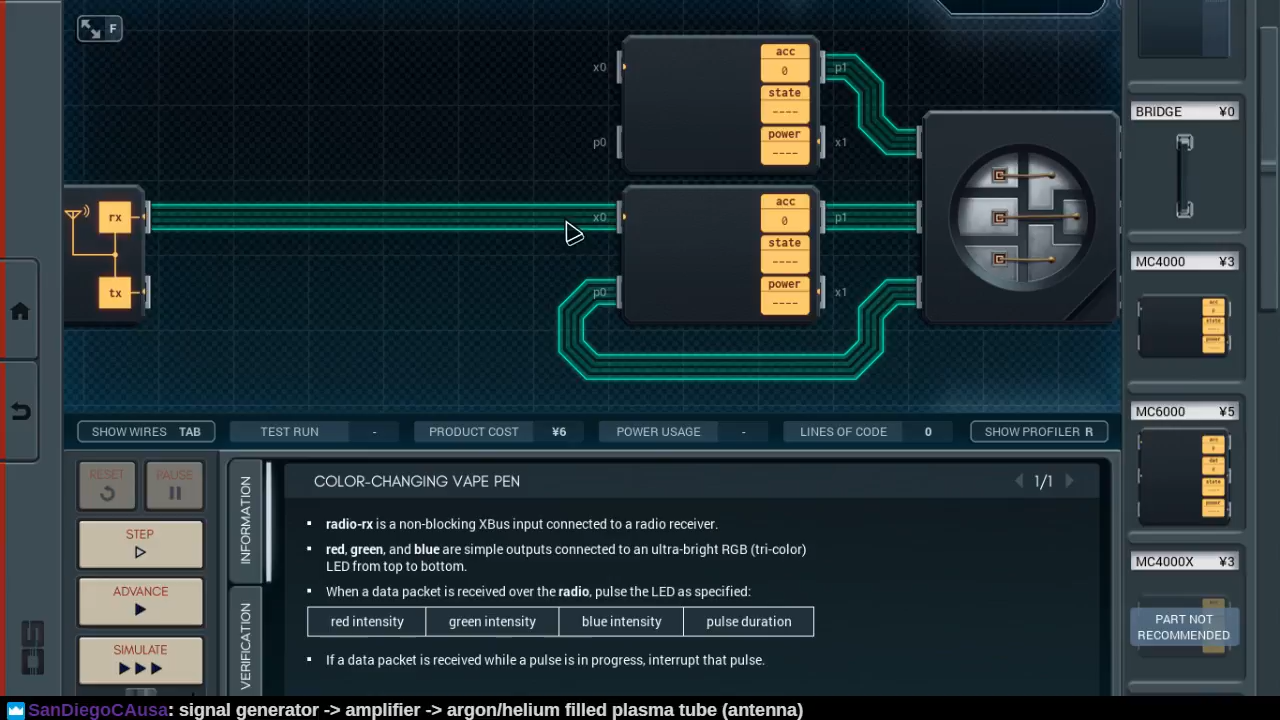 F
acc
0
state
----
power
----
x0
p0
p1
x1
rx
tx
acc
0
state
----
power
----
x0
p0
p1
x1
BRIDGE ¥0
MC4000 ¥3
MC6000 ¥5
MC4000X ¥3
PART NOT
RECOMMENDED
SHOW WIRES TAB
TEST RUN -
PRODUCT COST ¥6
POWER USAGE -
LINES OF CODE 0
SHOW PROFILER R
RESET
PAUSE
STEP
ADVANCE
SIMULATE
INFORMATION
VERIFICATION
COLOR-CHANGING VAPE PEN
1/1
▪ radio-rx is a non-blocking XBus input connected to a radio receiver.
▪ red, green, and blue are simple outputs connected to an ultra-bright RGB (tri-color)
LED from top to bottom.
▪ When a data packet is received over the radio, pulse the LED as specified:
red intensity green intensity blue intensity pulse duration
▪ If a data packet is received while a pulse is in progress, interrupt that pulse.
SanDiegoCAusa: signal generator -> amplifier -> argon/helium filled plasma tube (antenna)